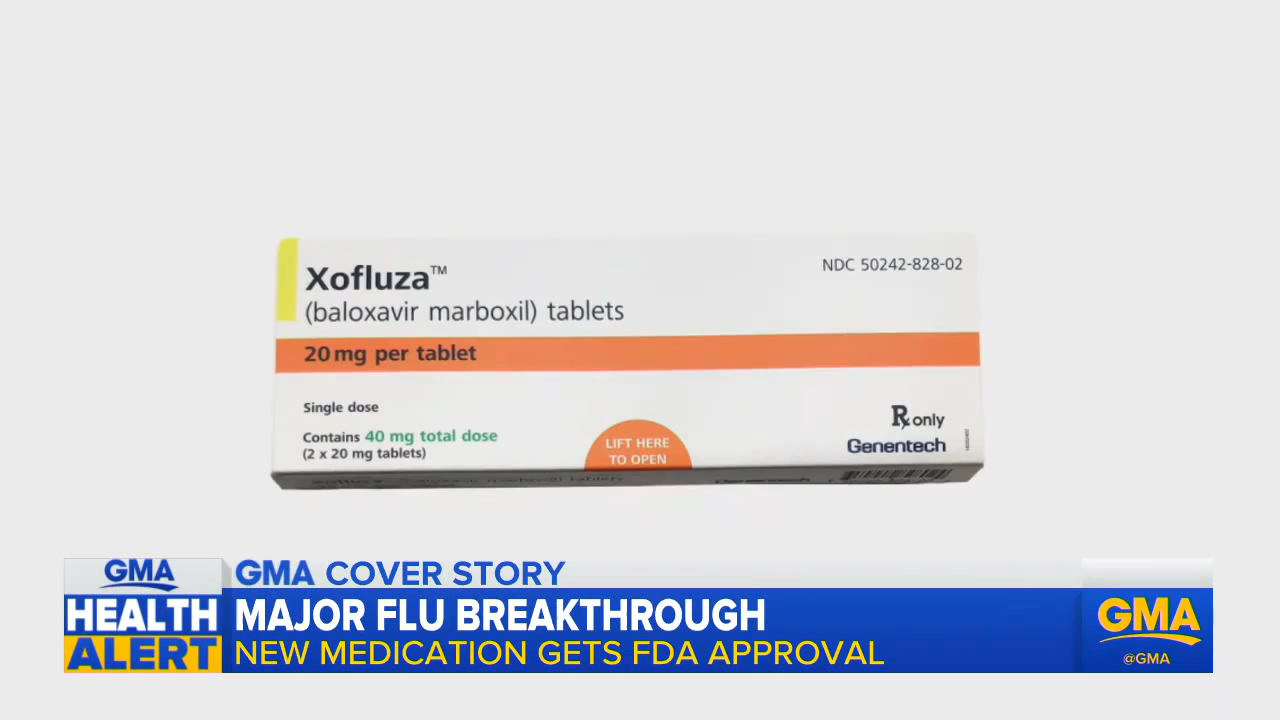 Xofluza™
(baloxavir marboxil) tablets
NDC 50242-828-02
20 mg per tablet
Single dose
Contains 40 mg total dose
(2 x 20 mg tablets)
LIFT HERE
TO OPEN
Rx only
Genentech
GMA
HEALTH
ALERT
GMA COVER STORY
MAJOR FLU BREAKTHROUGH
NEW MEDICATION GETS FDA APPROVAL
GMA
@GMA